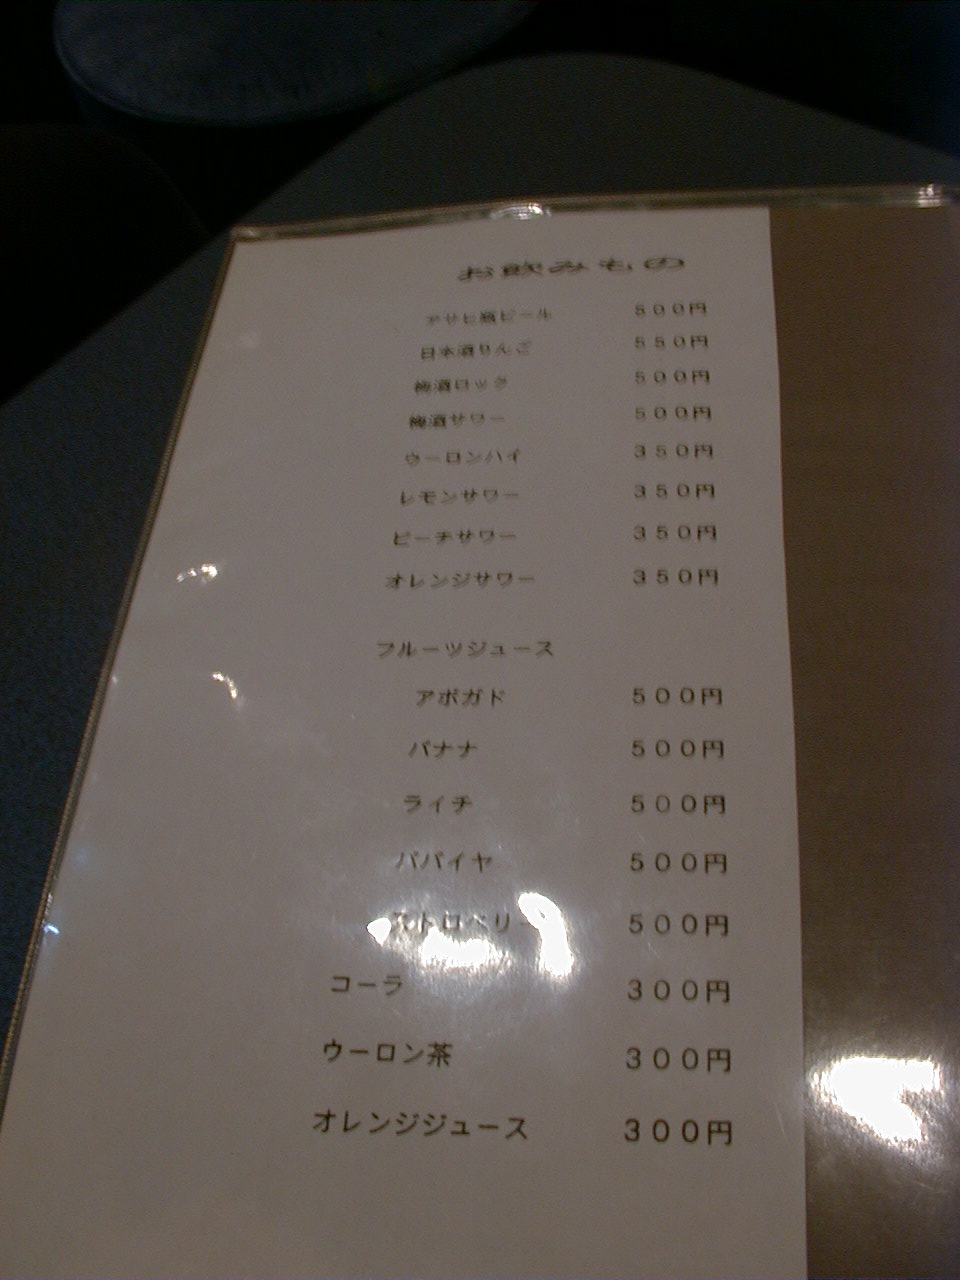 お飲みもの
アサヒ瓶ビール ５００円
日本酒りんご ５５０円
梅酒ロック ５００円
梅酒サワー ５００円
ウーロンハイ ３５０円
レモンサワー ３５０円
ピーチサワー ３５０円
オレンジサワー ３５０円
フルーツジュース
アボガド ５００円
バナナ ５００円
ライチ ５００円
パパイヤ ５００円
ストロベリー ５００円
コーラ ３００円
ウーロン茶 ３００円
オレンジジュース ３００円